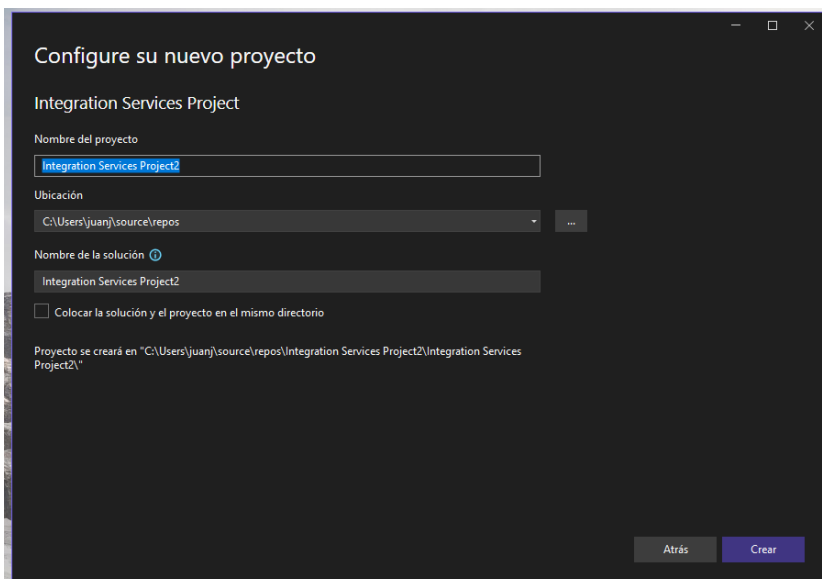 Configure su nuevo proyecto
Integration Services Project
Nombre del proyecto
Integration Services Project2
Ubicación
C:\Users\juanj\source\repos
...
Nombre de la solución
Integration Services Project2
Colocar la solución y el proyecto en el mismo directorio
Proyecto se creará en "C:\Users\juanj\source\repos\Integration Services Project2\Integration Services
Project2\"
Atrás
Crear